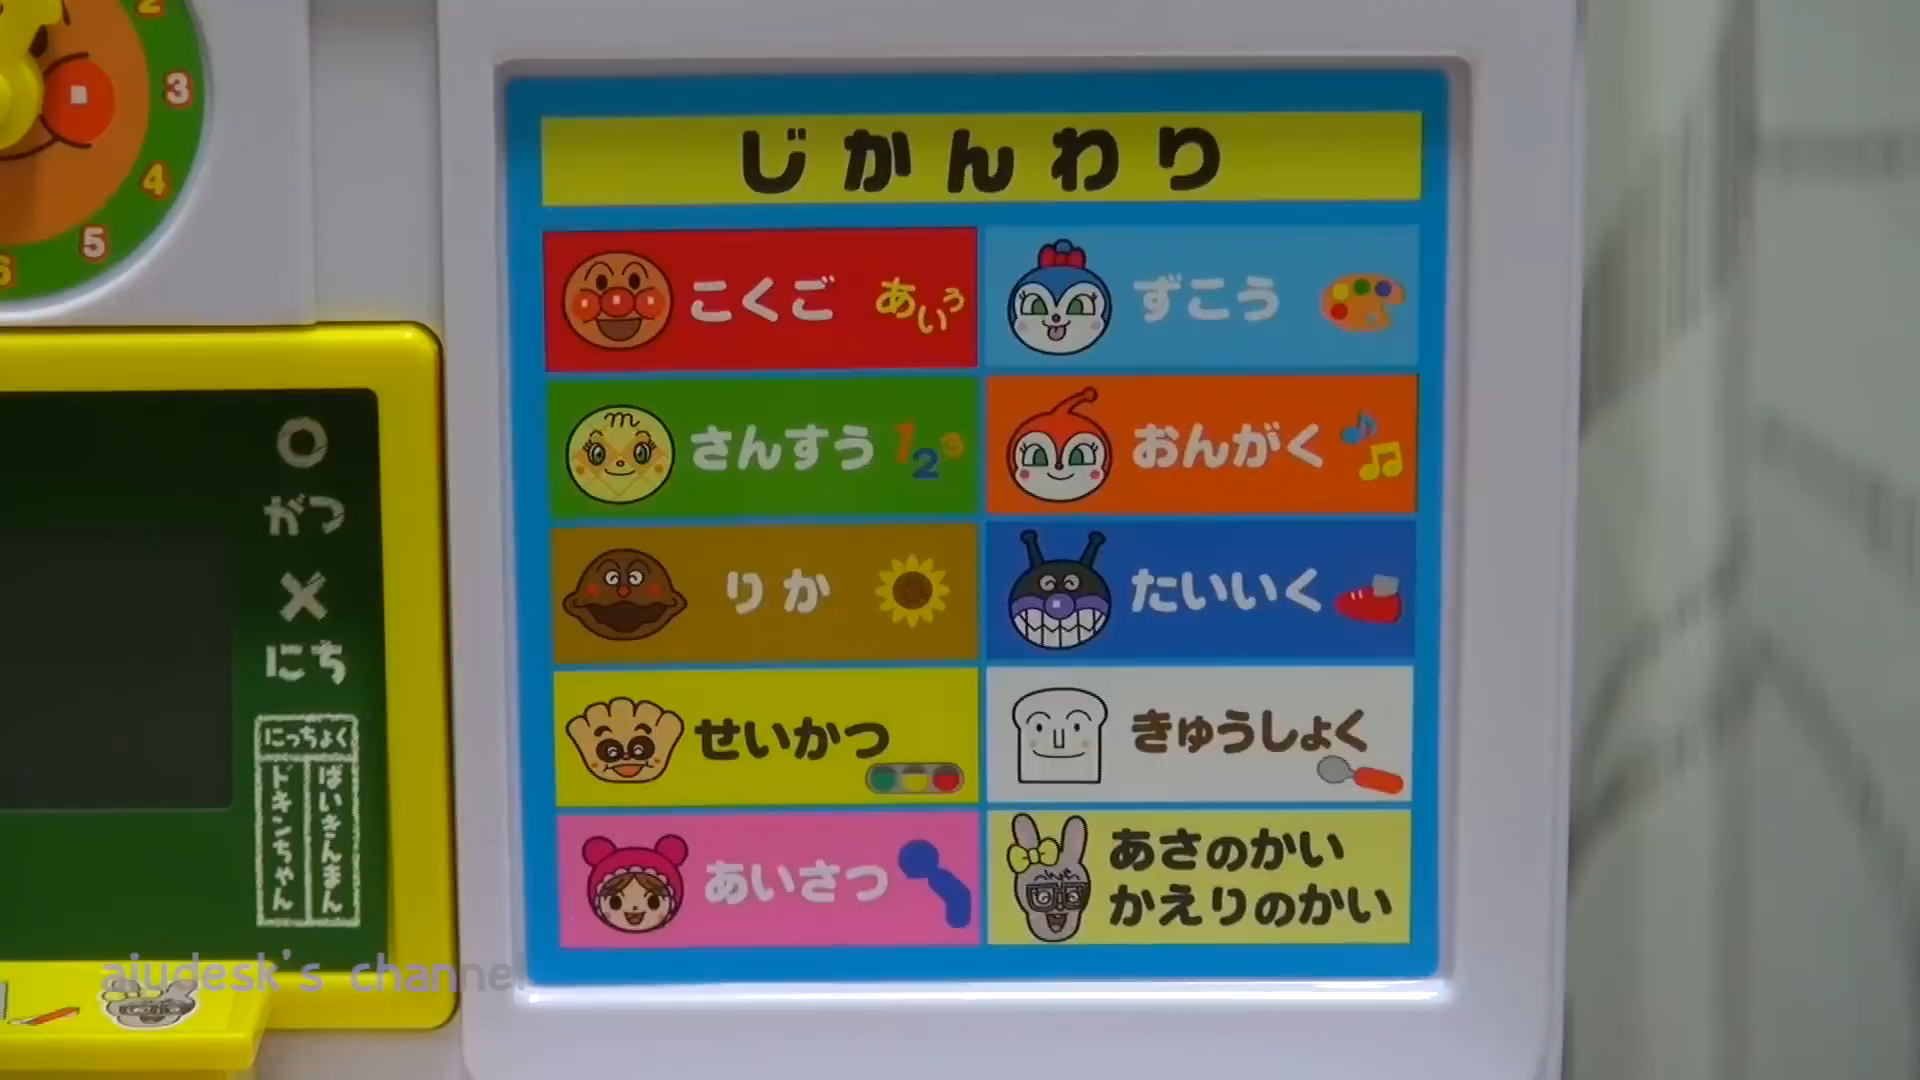 2
3
4
5
6
じかんわり
こくご
あいう
ずこう
さんすう
123
おんがく
りか
たいいく
せいかつ
きゅうしょく
あいさつ
あさのかい
かえりのかい
○
がつ
×
にち
にっちょく
ばいきんまん
ドキンちゃん
aiudesk's channel